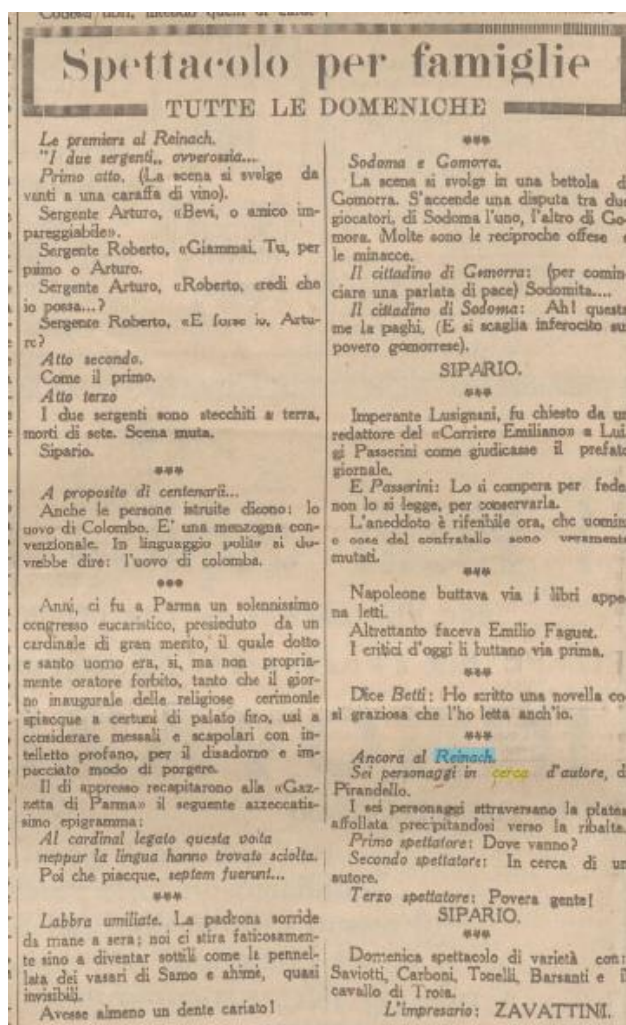 Spettacolo per famiglie
TUTTE LE DOMENICHE
Le premiers al Reinach.
"I due sergenti,, ovverossia...
Primo atto. (La scena si svolge da
vanti a una caraffa di vino).
Sergente Arturo, «Bevi, o amico im-
pareggiabile».
Sergente Roberto, «Giammai, Tu, per
primo o Arturo.
Sergente Arturo, «Roberto, credi che
io possa...?
Sergente Roberto, «E forse io, Artu-
ro?
Atto secondo.
Come il primo.
Atto terzo
I due sergenti sono stecchiti a terra,
morti di sete. Scena muta.
Sipario.
***
A proposito di centenarii...
Anche le persone istruite dicono: lo
uovo di Colombo. E' una menzogna con-
venzionale. In linguaggio polito si do-
vrebbe dire: l'uovo di colomba.
***
Anni, ci fu a Parma un solennissimo
congresso eucaristico, presieduto da un
cardinale di gran merito, il quale dotto
e santo uomo era, si, ma non propria-
mente oratore forbito, tanto che il gior-
no inaugurale delle religiose cerimonie
spiacque a certuni di palato fino, usi a
considerare messali e scapolari con in-
telletto profano, per il disadorno e im-
pacciato modo di porgere.
Il dì appresso recapitarono alla «Gaz-
zetta di Parma» il seguente azzeccatis-
simo epigramma:
Al cardinal legato questa volta
neppur la lingua hanno trovato sciolta.
Poi che piacque, septem fuerunt...
***
Labbra umiliate. La padrona sorride
da mane a sera; noi ci stira faticosamen-
te sino a diventar sottili come la pennel-
lata dei vasari di Samo e ahimè, quasi
invisibili.
Avesse almeno un dente cariato!
***
Sodoma e Gomorra.
La scena si svolge in una bettola d
Gomorra. S'accende una disputa tra due
giocatori, di Sodoma l'uno, l'altro di Go-
mora. Molte sono le reciproche offese e
le minacce.
Il cittadino di Gomorra: (per comin-
ciare una parlata di pace) Sodomita....
Il cittadino di Sodoma: Ah! questa
me la paghi. (E si scaglia inferocito su
povero gomorrese).
SIPARIO.
***
Imperante Lusignani, fu chiesto da un
redattore del «Corriere Emiliano» a Lui
gi Passerini come giudicasse il prefato
giornale.
E Passerini: Lo si compera per fede
non lo si legge, per conservarla.
L'aneddoto è riferibile ora, che uomin
e cose del confratello sono veramente
mutati.
***
Napoleone buttava via i libri appe
na letti.
Altrettanto faceva Emilio Faguet.
I critici d'oggi li buttano via prima.
***
Dice Betti: Ho scritto una novella co
sì graziosa che l'ho letta anch'io.
***
Ancora al Reinach.
Sei personaggi in cerca d'autore, d
Pirandello.
I sei personaggi attraversano la platea
affollata precipitandosi verso la ribalta.
Primo spettatore: Dove vanno?
Secondo spettatore: In cerca di un
autore.
Terzo spettatore: Povera gente!
SIPARIO.
***
Domenica spettacolo di varietà con:
Saviotti, Carboni, Tonelli, Barsanti e i
cavallo di Troia.
L'impresario: ZAVATTINI.